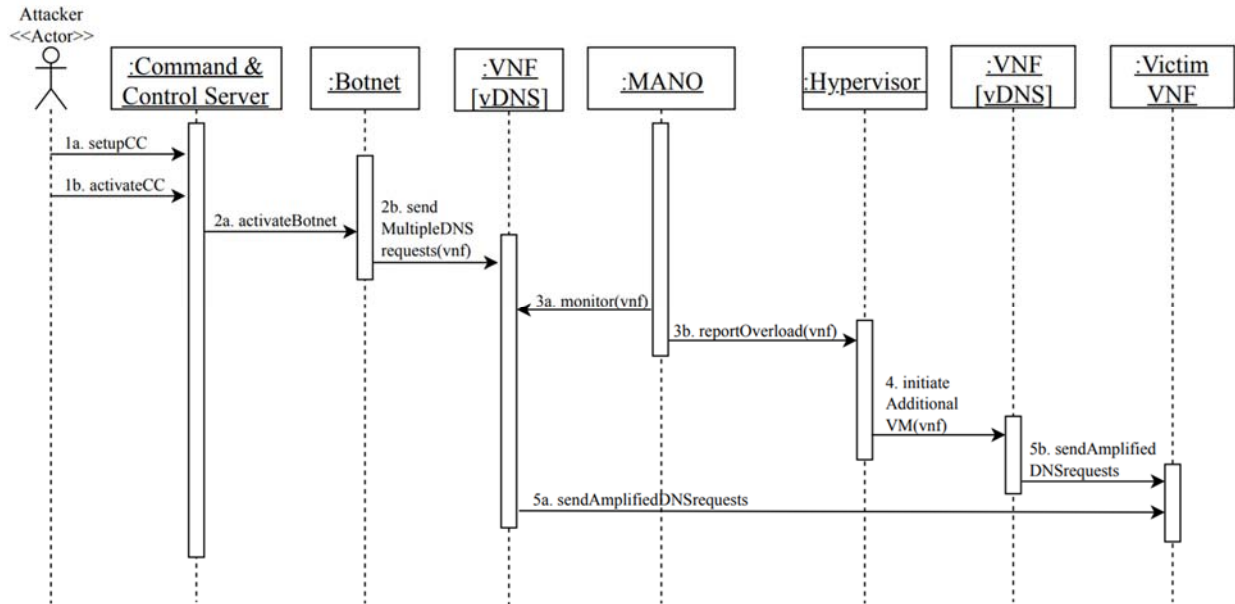 Attacker
<<Actor>>
:Command &
Control Server
:Botnet
:VNF
[vDNS]
:MANO
:Hypervisor
:VNF
[vDNS]
:Victim
VNF
1a. setupCC
1b. activateCC
2a. activateBotnet
2b. send
MultipleDNS
requests(vnf)
3a. monitor(vnf)
3b. reportOverload(vnf)
4. initiate
Additional
VM(vnf)
5b. sendAmplified
DNSrequests
5a. sendAmplifiedDNSrequests